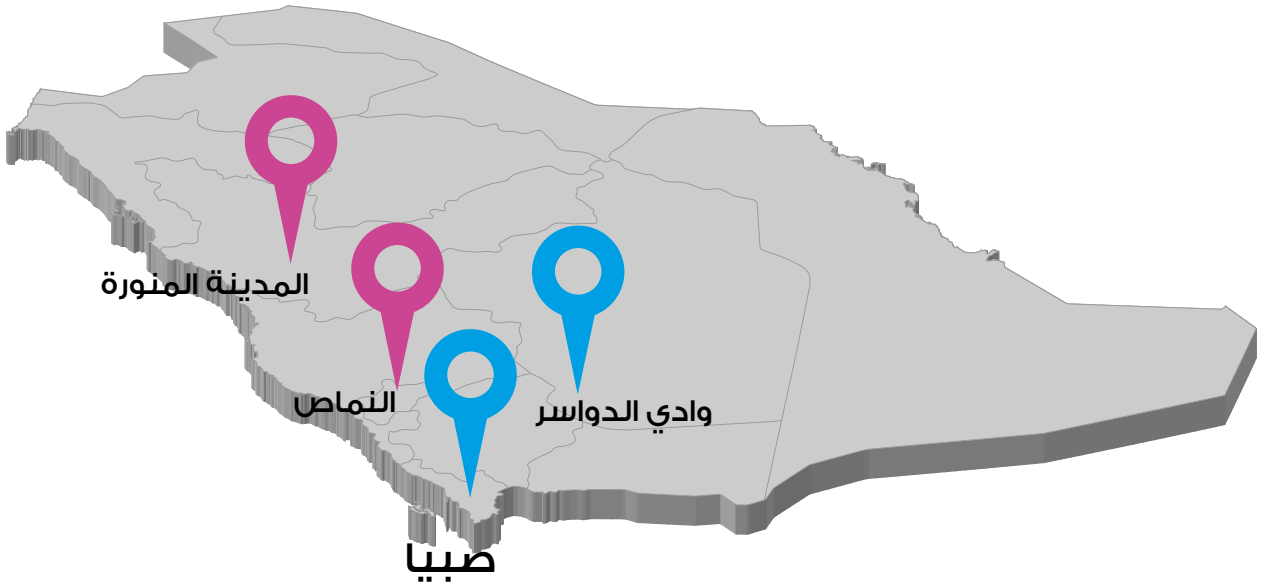 المدينة المنورة
النماص
وادي الدواسر
صبيا